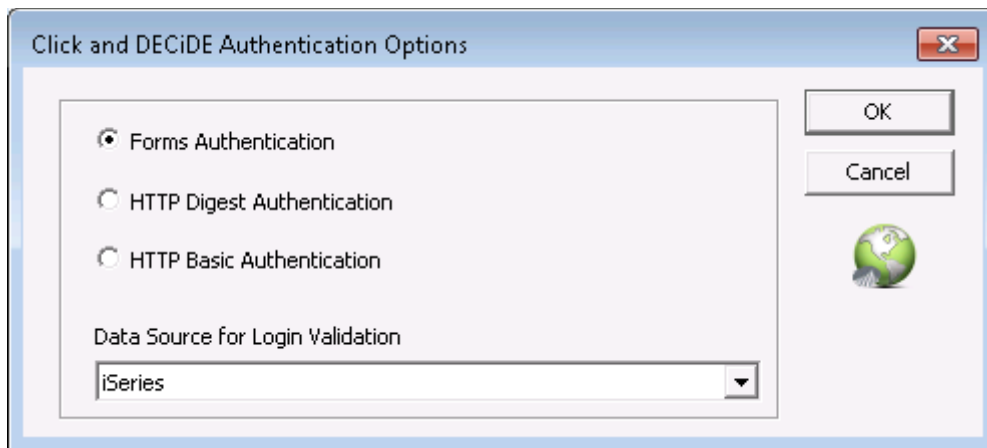 Click and DECiDE Authentication Options
Forms Authentication
HTTP Digest Authentication
HTTP Basic Authentication
Data Source for Login Validation
iSeries
OK
Cancel